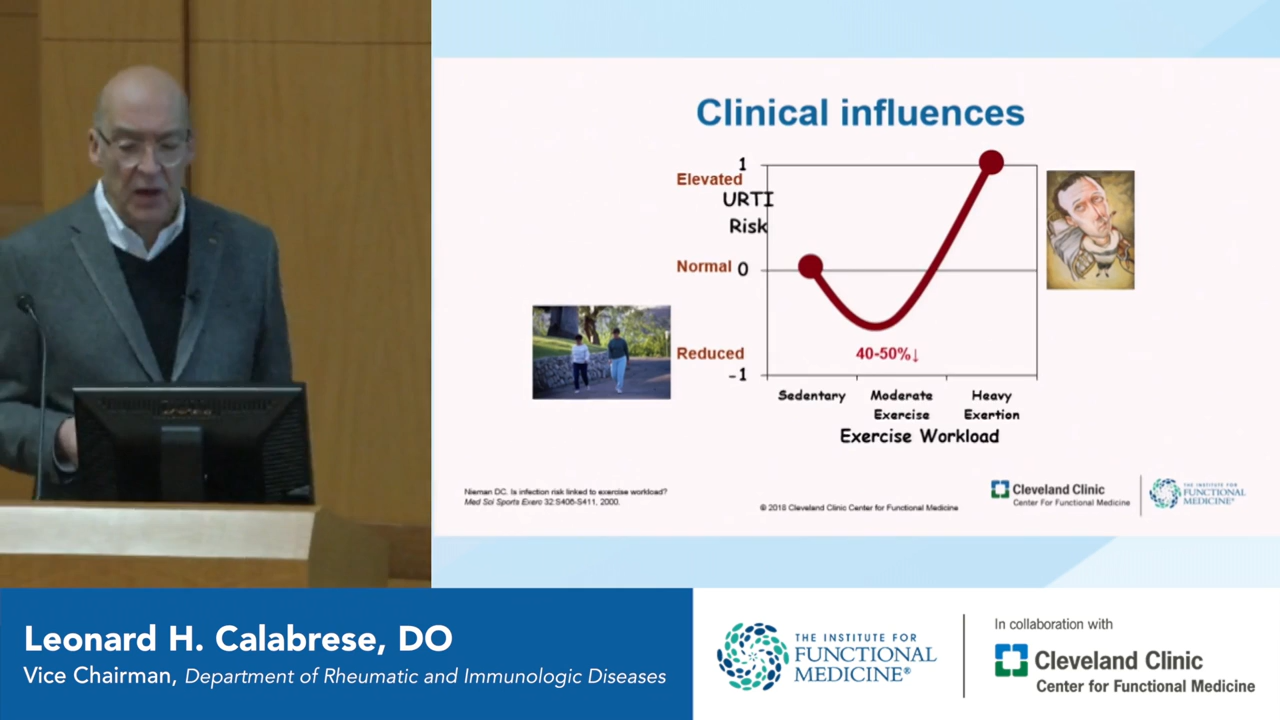 Clinical influences
1
Elevated
URTI
Risk
Normal 0
Reduced
40-50%↓
-1
Sedentary
Moderate
Exercise
Heavy
Exertion
Exercise Workload
Nieman DC. Is infection risk linked to exercise workload?
Med Sci Sports Exerc 32:S406-S411, 2000.
© 2018 Cleveland Clinic Center for Functional Medicine
Cleveland Clinic
Center For Functional Medicine
THE INSTITUTE FOR
FUNCTIONAL
MEDICINE®
Leonard H. Calabrese, DO
Vice Chairman, Department of Rheumatic and Immunologic Diseases
THE INSTITUTE FOR
FUNCTIONAL
MEDICINE®
In collaboration with
Cleveland Clinic
Center for Functional Medicine